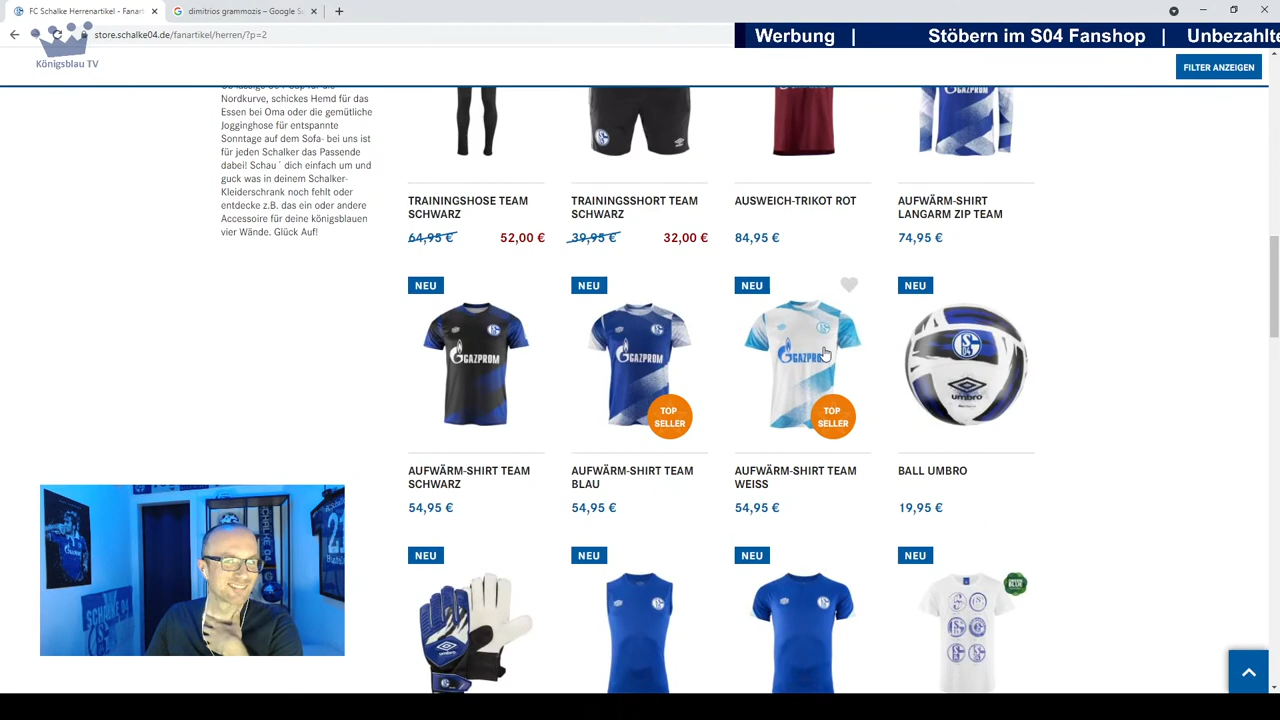 FC Schalke Herrenartikel - Fanart
dimitrios grammozis – Google Su
store.schalke04.de/fanartikel/herren/?p=2
Werbung | Stöbern im S04 Fanshop | Unbezahlte
Königsblau TV
FILTER ANZEIGEN
Nordkurve, schickes Hemd für das
Essen bei Oma oder die gemütliche
Jogginghose für entspannte
Sonntage auf dem Sofa- bei uns ist
für jeden Schalker das Passende
dabei! Schau´ dich einfach um und
guck was in deinem Schalker-
Kleiderschrank noch fehlt oder
entdecke z.B. das ein oder andere
Accessoire für deine königsblauen
vier Wände. Glück Auf!
TRAININGSHOSE TEAM
SCHWARZ
64,95 € 52,00 €
TRAININGSSHORT TEAM
SCHWARZ
39,95 € 32,00 €
AUSWEICH-TRIKOT ROT
84,95 €
AUFWÄRM-SHIRT
LANGARM ZIP TEAM
74,95 €
NEU
GAZPROM
AUFWÄRM-SHIRT TEAM
SCHWARZ
54,95 €
NEU
GAZPROM
TOP
SELLER
AUFWÄRM-SHIRT TEAM
BLAU
54,95 €
NEU
GAZPROM
TOP
SELLER
AUFWÄRM-SHIRT TEAM
WEISS
54,95 €
NEU
umbro
BALL UMBRO
19,95 €
NEU
NEU
NEU
NEU
SCHALKE 04